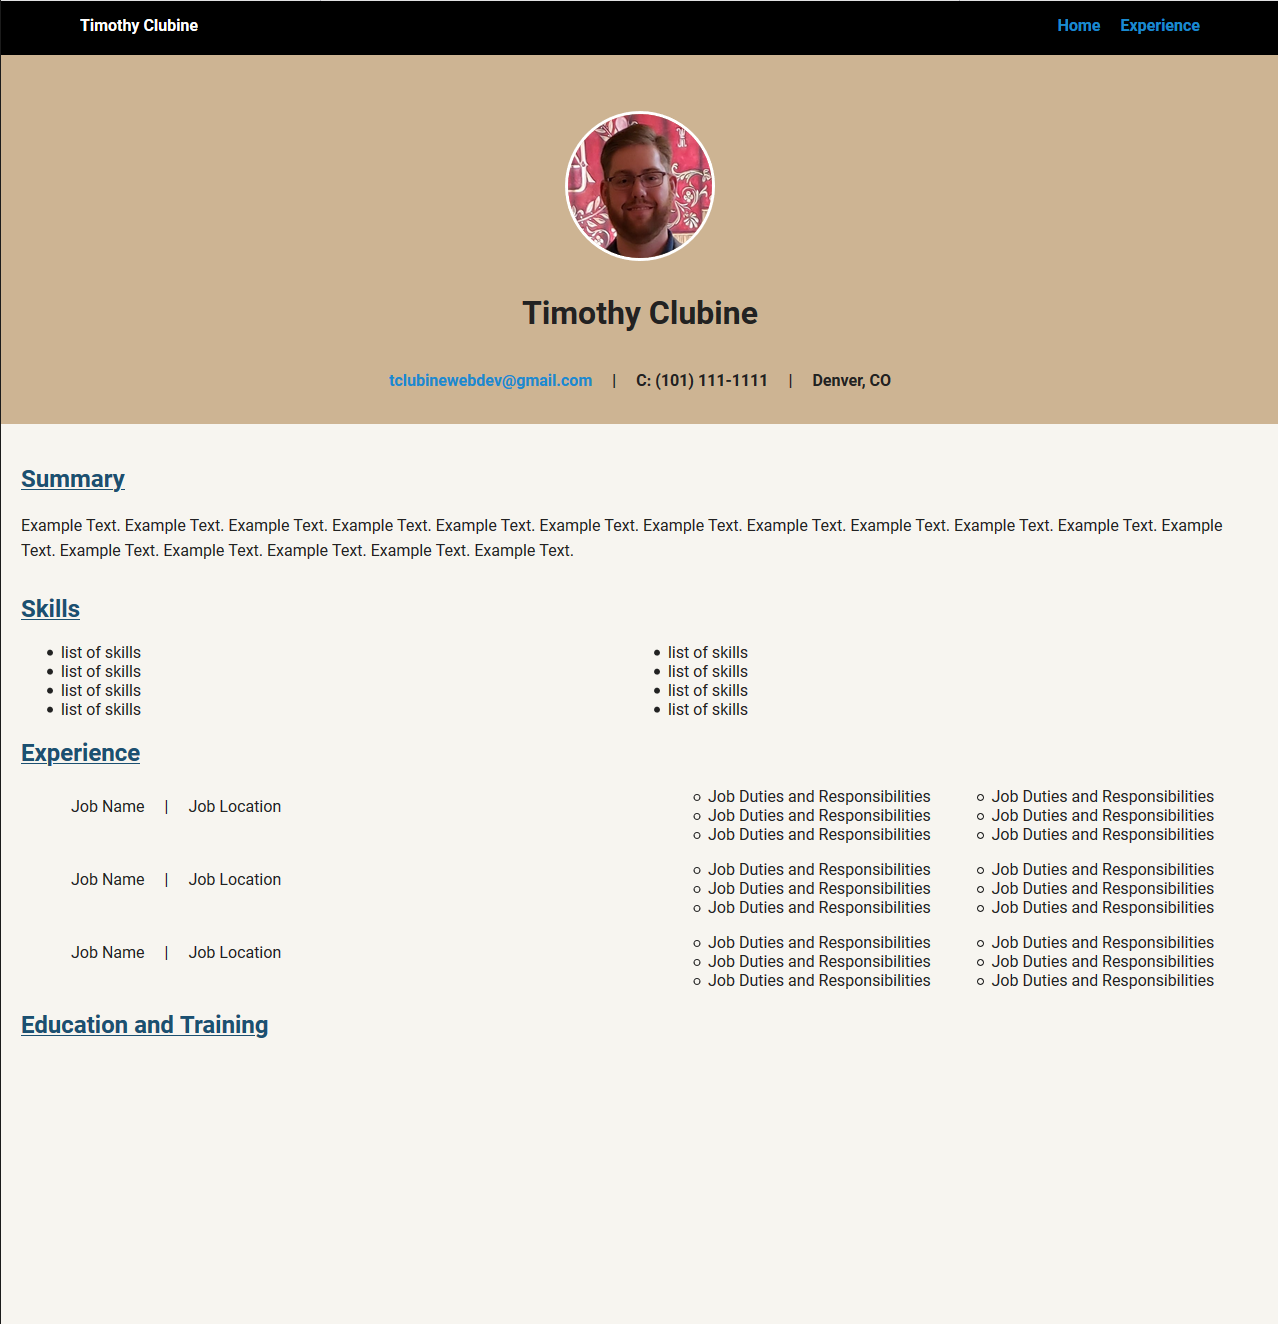 Timothy Clubine Home Experience
Timothy Clubine
tclubinewebdev@gmail.com | C: (101) 111-1111 | Denver, CO
Summary
Example Text. Example Text. Example Text. Example Text. Example Text. Example Text. Example Text. Example Text. Example Text. Example Text. Example Text. Example
Text. Example Text. Example Text. Example Text. Example Text. Example Text.
Skills
• list of skills • list of skills
• list of skills • list of skills
• list of skills • list of skills
• list of skills • list of skills
Experience
Job Name | Job Location ○ Job Duties and Responsibilities ○ Job Duties and Responsibilities
○ Job Duties and Responsibilities ○ Job Duties and Responsibilities
○ Job Duties and Responsibilities ○ Job Duties and Responsibilities
Job Name | Job Location ○ Job Duties and Responsibilities ○ Job Duties and Responsibilities
○ Job Duties and Responsibilities ○ Job Duties and Responsibilities
○ Job Duties and Responsibilities ○ Job Duties and Responsibilities
Job Name | Job Location ○ Job Duties and Responsibilities ○ Job Duties and Responsibilities
○ Job Duties and Responsibilities ○ Job Duties and Responsibilities
○ Job Duties and Responsibilities ○ Job Duties and Responsibilities
Education and Training